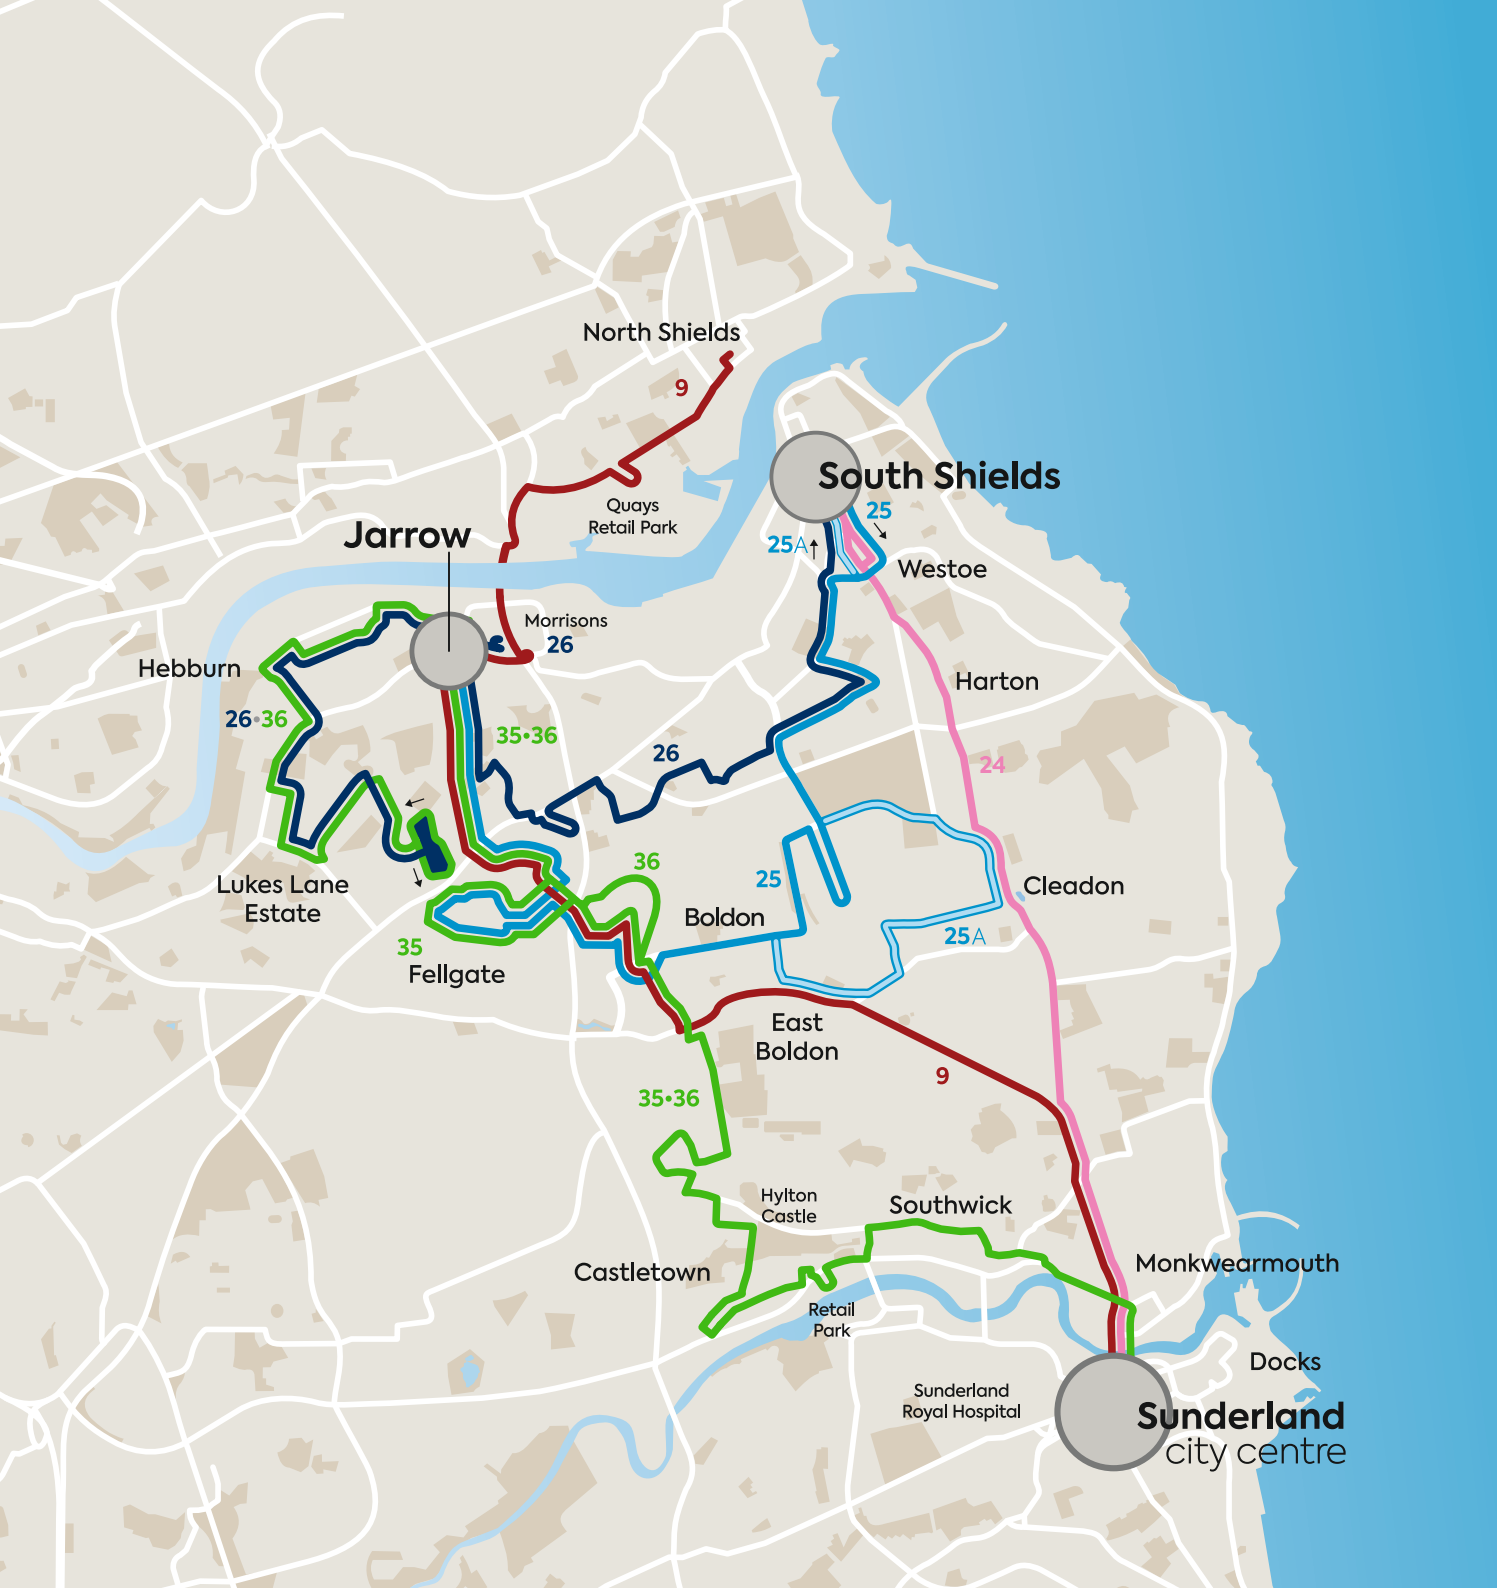 North Shields
9
Quays
Retail Park
South Shields
25
25A
Westoe
Jarrow
Morrisons
26
Hebburn
Harton
26•36
35•36
26
24
36
25
Cleadon
Lukes Lane
Estate
Boldon
25A
35
Fellgate
East
Boldon
9
35•36
Hylton
Castle
Southwick
Castletown
Monkwearmouth
Retail
Park
Docks
Sunderland
Royal Hospital
Sunderland
city centre